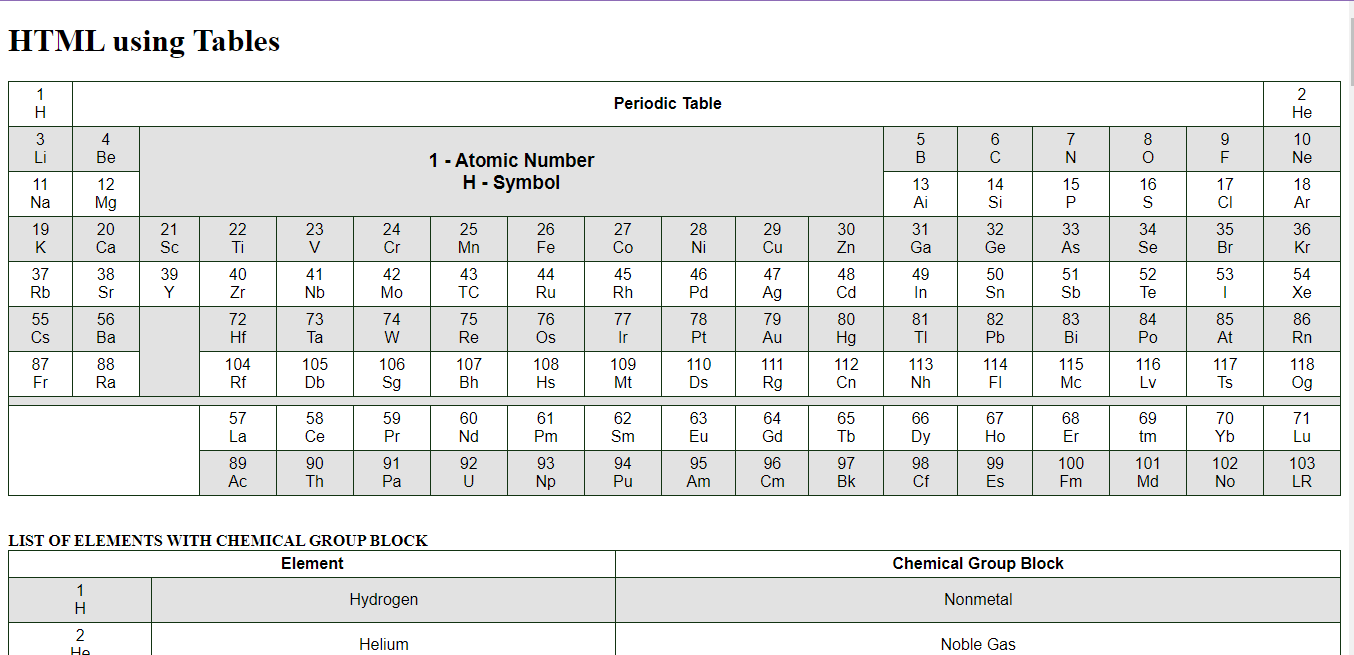 HTML using Tables
1 Periodic Table 2
H He
3 4 1 - Atomic Number 5 6 7 8 9 10
Li Be H - Symbol B C N O F Ne
11 12 13 14 15 16 17 18
Na Mg Ai Si P S Cl Ar
19 20 21 22 23 24 25 26 27 28 29 30 31 32 33 34 35 36
K Ca Sc Ti V Cr Mn Fe Co Ni Cu Zn Ga Ge As Se Br Kr
37 38 39 40 41 42 43 44 45 46 47 48 49 50 51 52 53 54
Rb Sr Y Zr Nb Mo TC Ru Rh Pd Ag Cd In Sn Sb Te I Xe
55 56 72 73 74 75 76 77 78 79 80 81 82 83 84 85 86
Cs Ba Hf Ta W Re Os Ir Pt Au Hg Tl Pb Bi Po At Rn
87 88 104 105 106 107 108 109 110 111 112 113 114 115 116 117 118
Fr Ra Rf Db Sg Bh Hs Mt Ds Rg Cn Nh Fl Mc Lv Ts Og
57 58 59 60 61 62 63 64 65 66 67 68 69 70 71
La Ce Pr Nd Pm Sm Eu Gd Tb Dy Ho Er tm Yb Lu
89 90 91 92 93 94 95 96 97 98 99 100 101 102 103
Ac Th Pa U Np Pu Am Cm Bk Cf Es Fm Md No LR
LIST OF ELEMENTS WITH CHEMICAL GROUP BLOCK
Element Chemical Group Block
1
H Hydrogen Nonmetal
2
He Helium Noble Gas